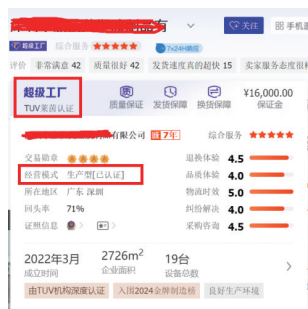 关注
手机逛
超级工厂 综合服务 7x24H响应
评价 非常满意 42 质量很好 42 发货速度真的超快 15 卖家服务态度很
超级工厂
TUV莱茵认证
质量保证 发货保障 换货保障
¥16,000.00
保证金
有限公司 7年 综合服务
交易勋章 退换体验 4.5
经营模式 生产型[已认证] 品质体验 4.0
所在地区 广东 深圳 物流时效 5.0
回头率 71% 纠纷解决 4.0
证照信息 采购咨询 4.5
2022年3月 2726m² 19台
成立时间 企业面积 设备总数
由TUV机构深度认证 入围2024金牌制造榜 良好生产环境